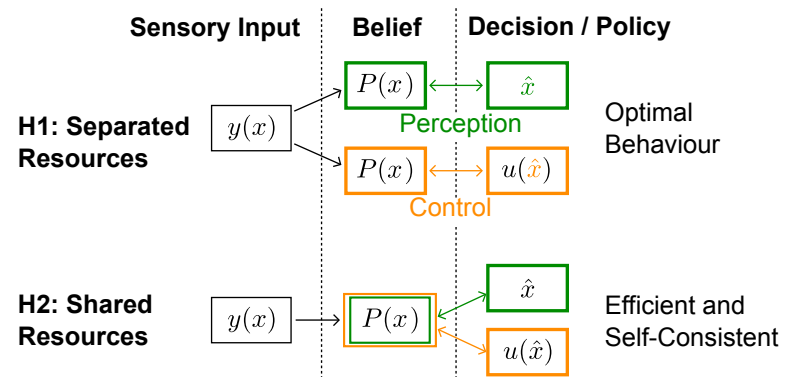 Sensory Input
Belief
Decision / Policy
H1: Separated
Resources
y(x)
P(x)
x̂
Perception
P(x)
u(x̂)
Control
Optimal
Behaviour
H2: Shared
Resources
y(x)
P(x)
x̂
u(x̂)
Efficient and
Self-Consistent